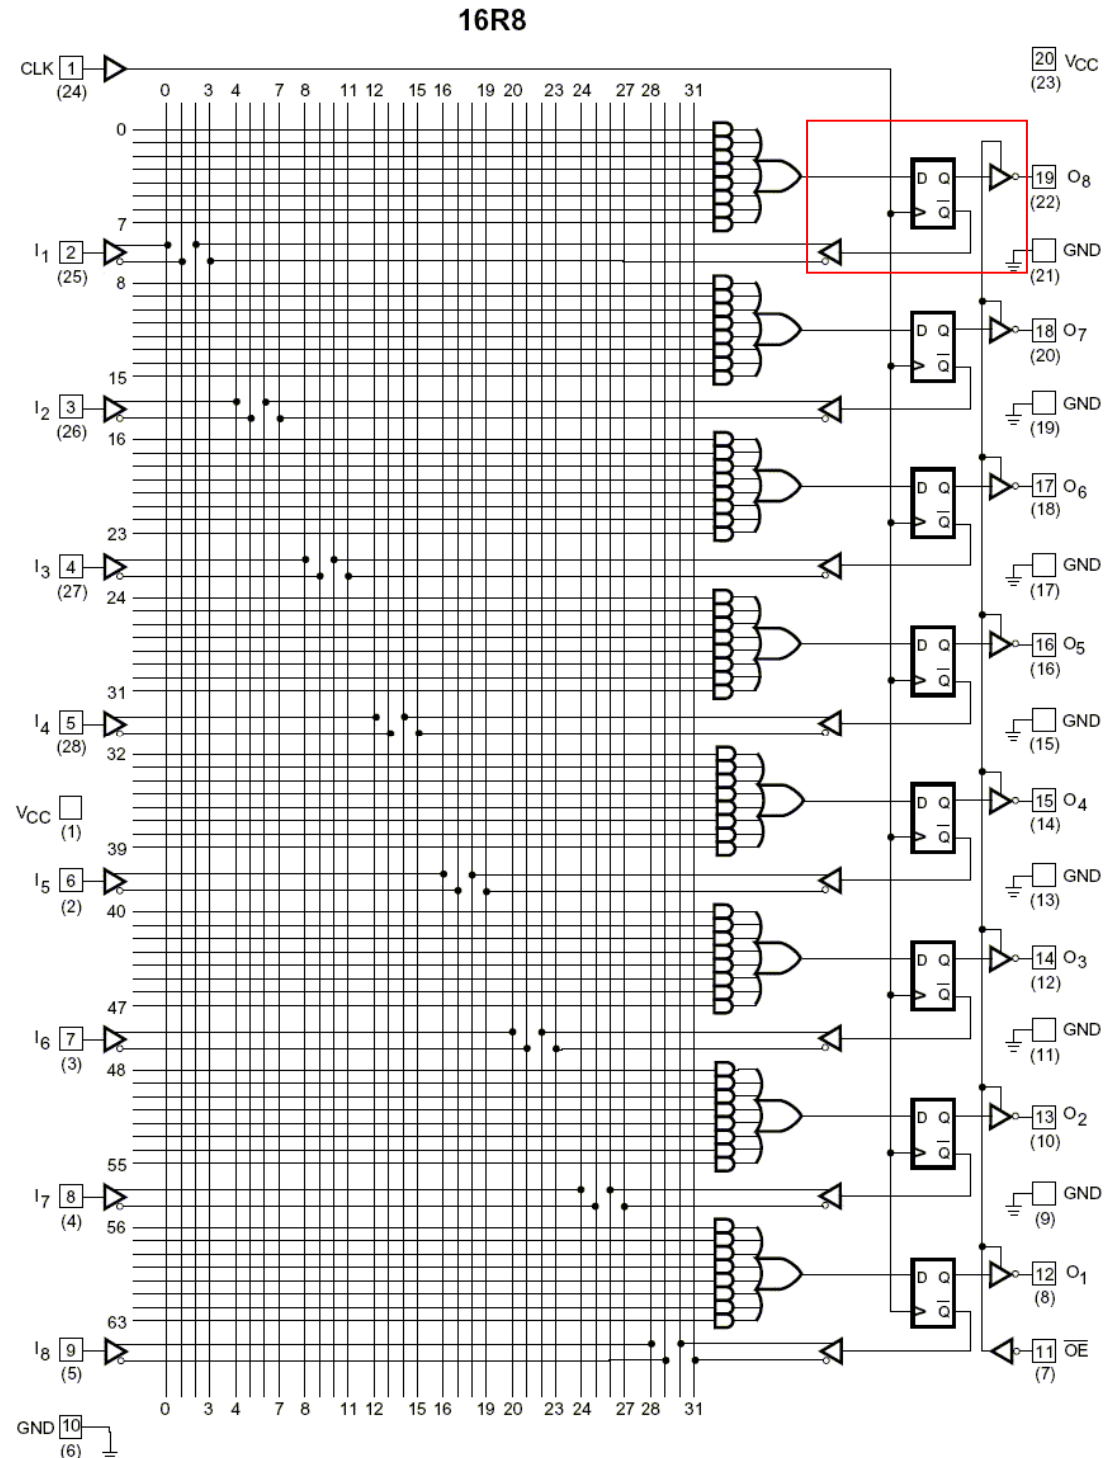 16R8
CLK 1 20 VCC
(24) (23)
0 3 4 7 8 11 12 15 16 19 20 23 24 27 28 31
0
D Q 19 O8
(22)
Q
7
I1 2 GND
(25) (21)
8
D Q 18 O7
(20)
Q
15
I2 3 GND
(26) (19)
16
D Q 17 O6
(18)
Q
23
I3 4 GND
(27) (17)
24
D Q 16 O5
(16)
Q
31
I4 5 GND
(28) (15)
32
D Q 15 O4
VCC (14)
(1) Q
39
I5 6 GND
(2) (13)
40
D Q 14 O3
(12)
Q
47
I6 7 GND
(3) (11)
48
D Q 13 O2
(10)
Q
55
I7 8 GND
(4) (9)
56
D Q 12 O1
(8)
Q
63
I8 9 11 OE
(5) (7)
0 3 4 7 8 11 12 15 16 19 20 23 24 27 28 31
GND 10
(6)